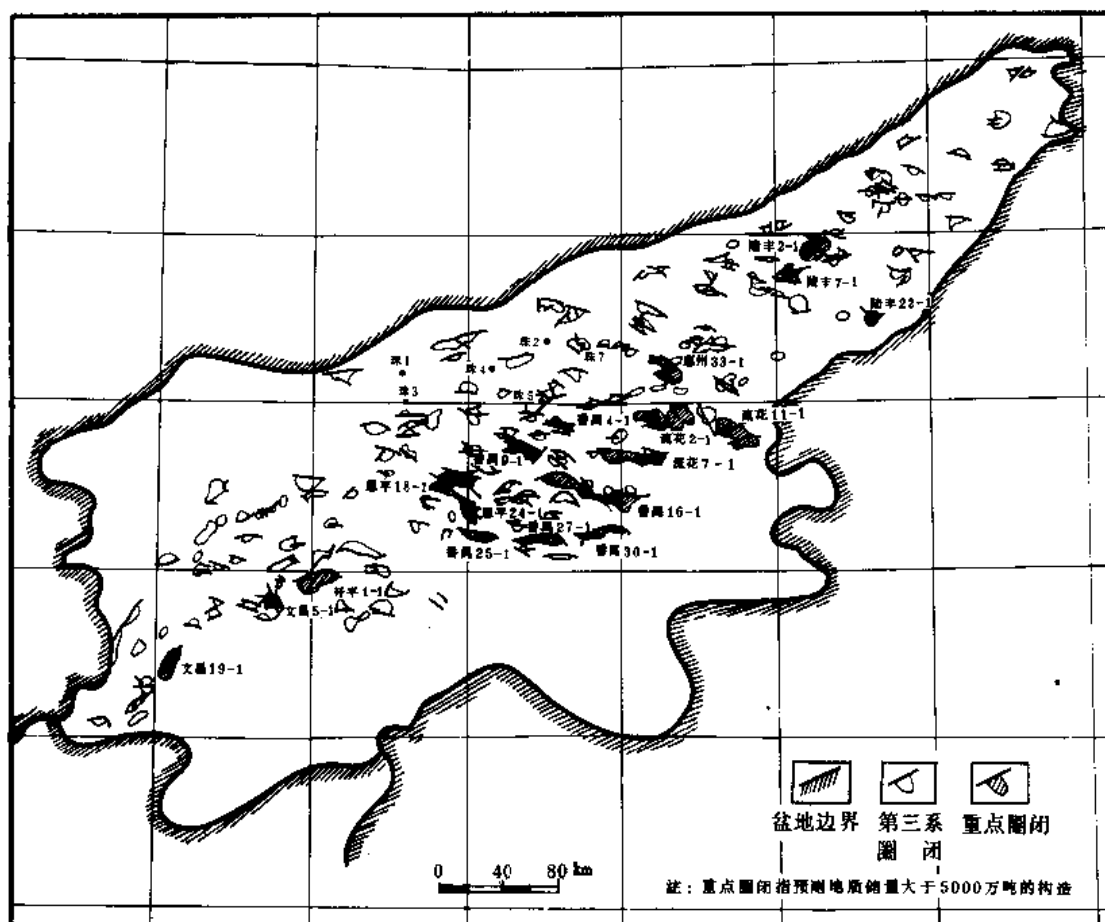 陆丰2-1
陆丰7-1
陆丰22-1
珠2
珠7
珠1
珠4
惠州33-1
珠3
珠5
番禺4-1
流花11-1
流花2-1
番禺9-1
流花7-1
恩平18-1
恩平24-1
番禺16-1
番禺27-1
番禺25-1
番禺30-1
开平1-1
文昌5-1
文昌19-1
盆地边界
第三系
圈闭
重点圈闭
0 40 80 km
注：重点圈闭指预测地质储量大于5000万吨的构造